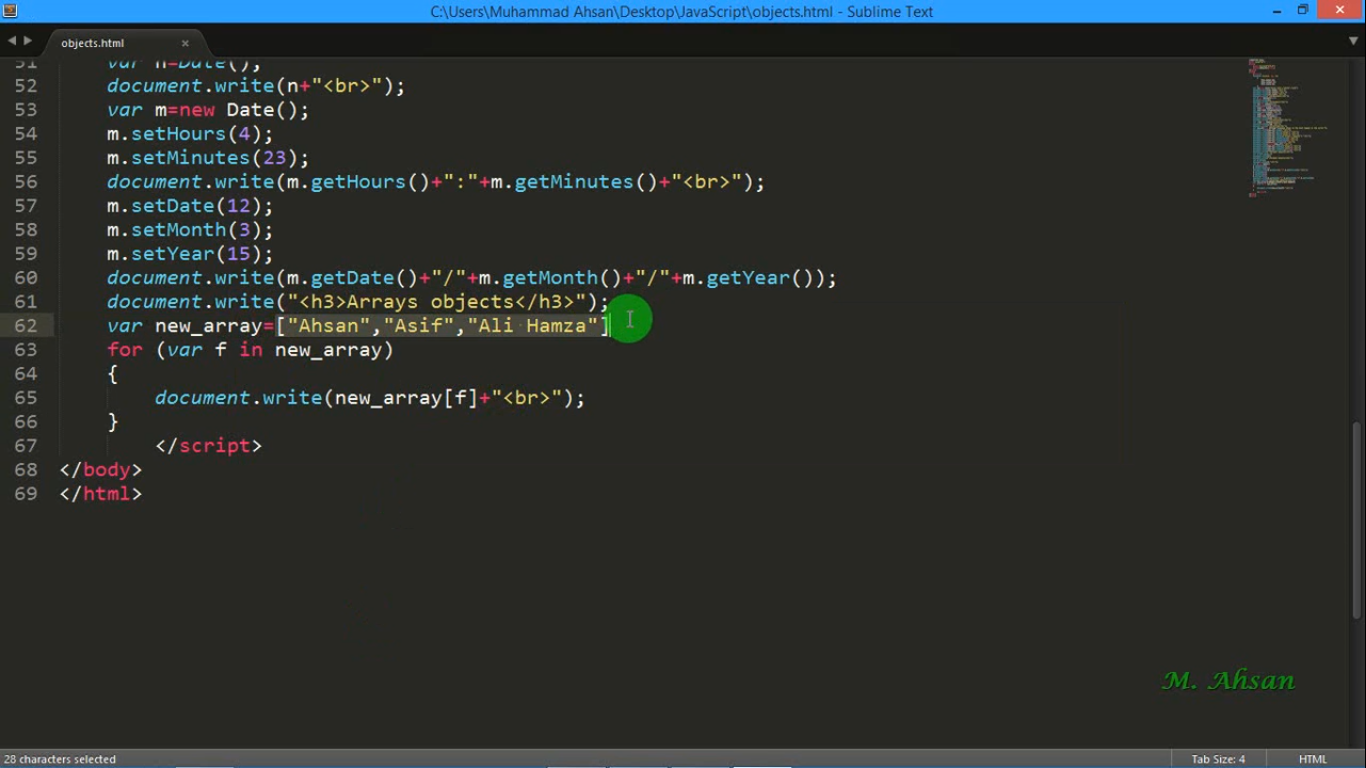 C:\Users\Muhammad Ahsan\Desktop\JavaScript\objects.html - Sublime Text
objects.html
51 var n=Date();
52 document.write(n+"<br>");
53 var m=new Date();
54 m.setHours(4);
55 m.setMinutes(23);
56 document.write(m.getHours()+":"+m.getMinutes()+"<br>");
57 m.setDate(12);
58 m.setMonth(3);
59 m.setYear(15);
60 document.write(m.getDate()+"/"+m.getMonth()+"/"+m.getYear());
61 document.write("<h3>Arrays objects</h3>");
62 var new_array=["Ahsan","Asif","Ali Hamza"]
63 for (var f in new_array)
64 {
65 document.write(new_array[f]+"<br>");
66 }
67 </script>
68 </body>
69 </html>
M. Ahsan
28 characters selected
Tab Size: 4
HTML